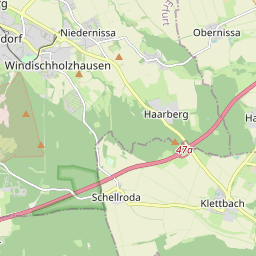 Niedernissa
Obernissa
dorf
Windischholzhausen
Haarberg
Ha
47a
Klettbach
Schellroda